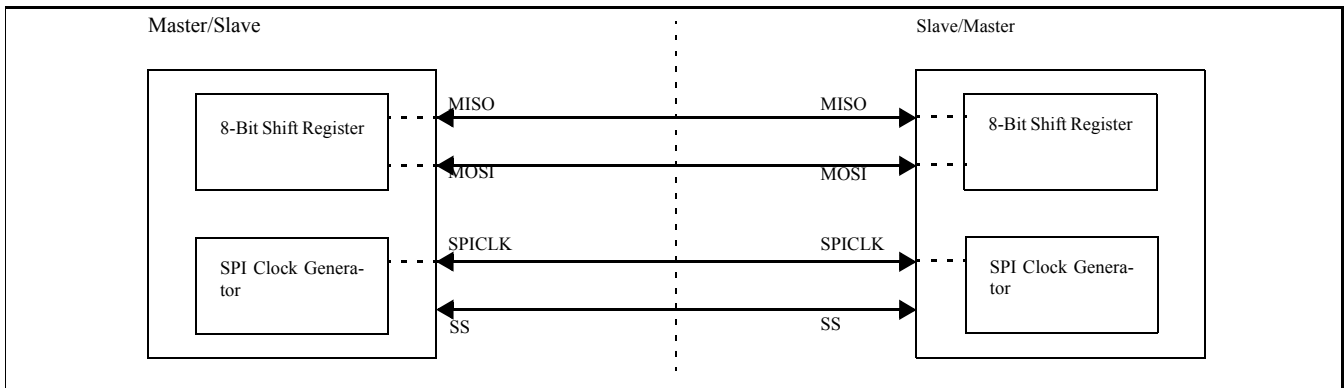 Master/Slave
Slave/Master
8-Bit Shift Register
MISO
MISO
8-Bit Shift Register
MOSI
MOSI
SPI Clock Genera-
tor
SPICLK
SPICLK
SPI Clock Genera-
tor
SS
SS